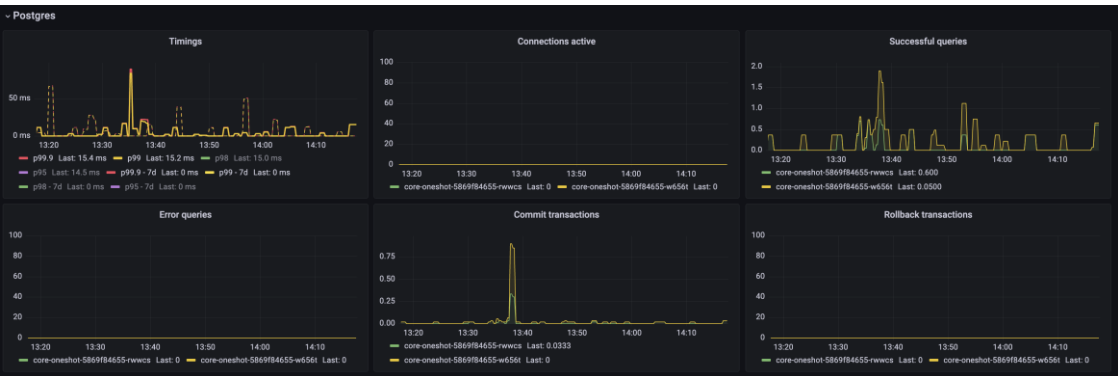 Postgres
Timings
50 ms
0 ms
13:20 13:30 13:40 13:50 14:00 14:10
p99.9 Last: 15.4 ms p99 Last: 15.2 ms p98 Last: 15.0 ms
p95 Last: 14.5 ms p99.9 - 7d Last: 0 ms p99 - 7d Last: 0 ms
p98 - 7d Last: 0 ms p95 - 7d Last: 0 ms
Connections active
100
80
60
40
20
0
13:20 13:30 13:40 13:50 14:00 14:10
core-oneshot-5869f84655-rwwcs Last: 0 core-oneshot-5869f84655-w656t Last: 0
Successful queries
2.0
1.5
1.0
0.5
0.0
13:20 13:30 13:40 13:50 14:00 14:10
core-oneshot-5869f84655-rwwcs Last: 0.600
core-oneshot-5869f84655-w656t Last: 0.0500
Error queries
100
80
60
40
20
0
13:20 13:30 13:40 13:50 14:00 14:10
core-oneshot-5869f84655-rwwcs Last: 0 core-oneshot-5869f84655-w656t Last: 0
Commit transactions
0.75
0.50
0.25
0.00
13:20 13:30 13:40 13:50 14:00 14:10
core-oneshot-5869f84655-rwwcs Last: 0.0333
core-oneshot-5869f84655-w656t Last: 0
Rollback transactions
100
80
60
40
20
0
13:20 13:30 13:40 13:50 14:00 14:10
core-oneshot-5869f84655-rwwcs Last: 0 core-oneshot-5869f84655-w656t Last: 0